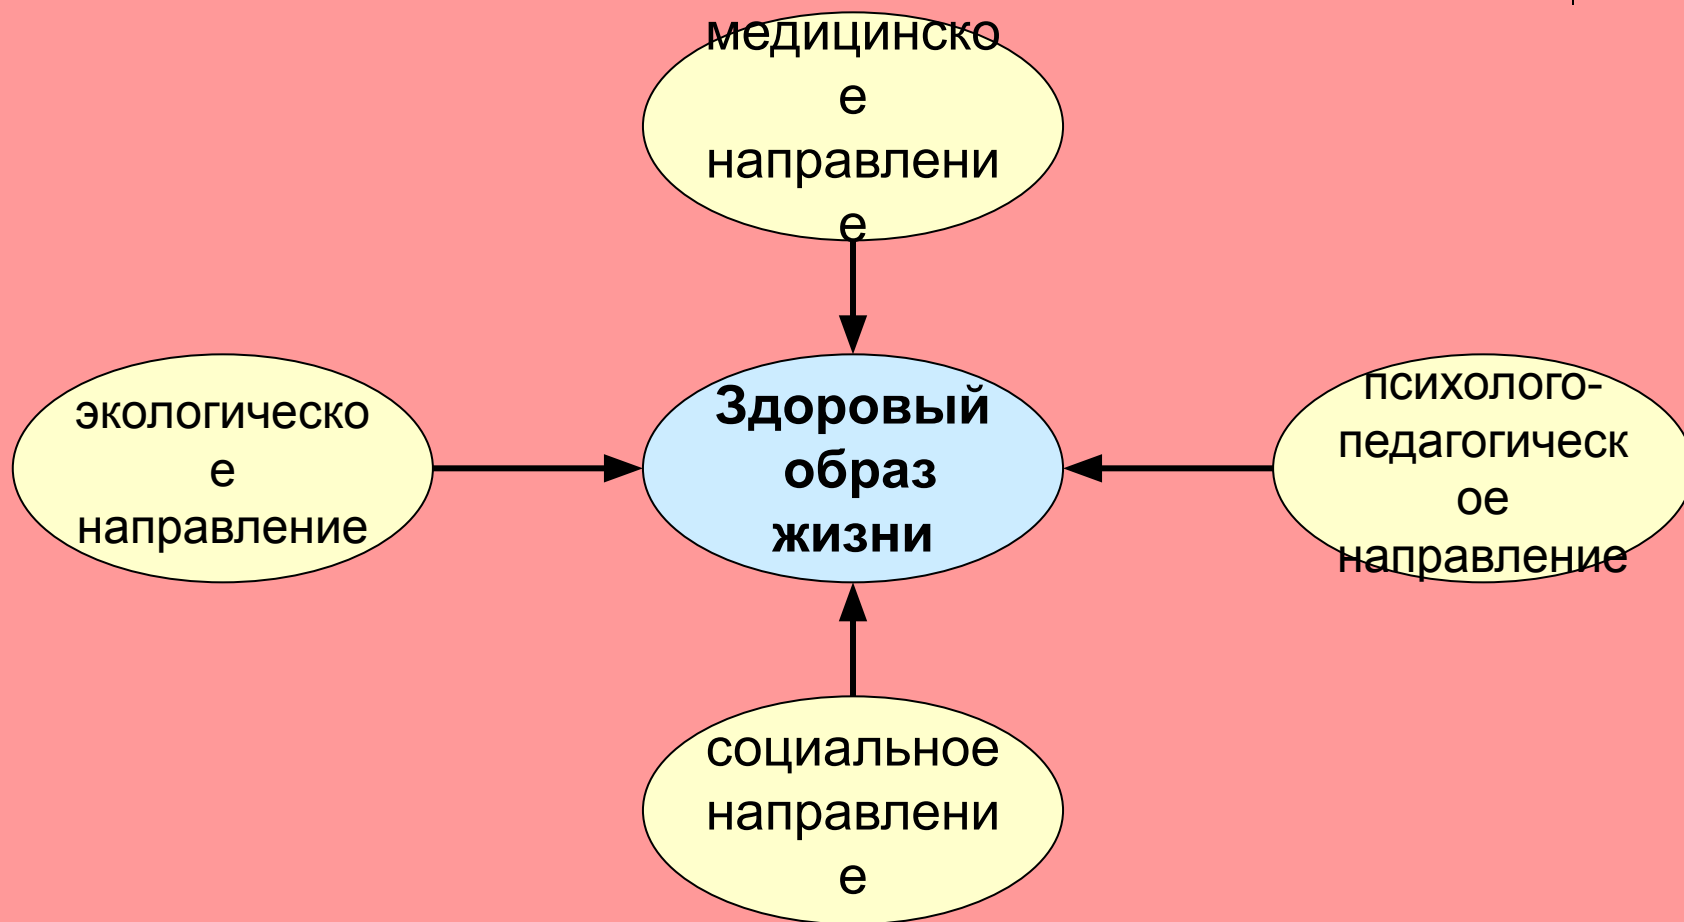 медицинско
е
направлени
е
экологическо
е
направление
Здоровый
образ
жизни
психолого-
педагогическ
ое
направление
социальное
направлени
е